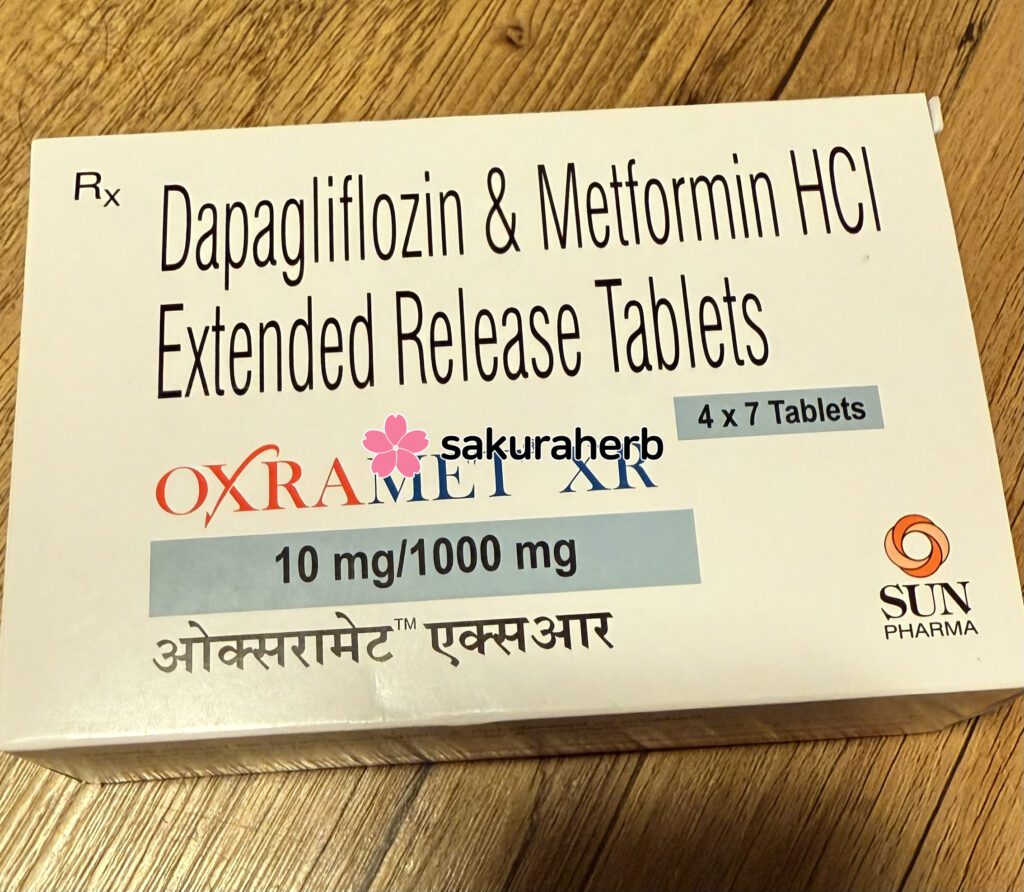 Rx Dapagliflozin & Metformin HCl
Extended Release Tablets
4 x 7 Tablets
sakuraherb
OXRAMET XR
10 mg/1000 mg
ओक्सरामेट™ एक्सआर
SUN
PHARMA